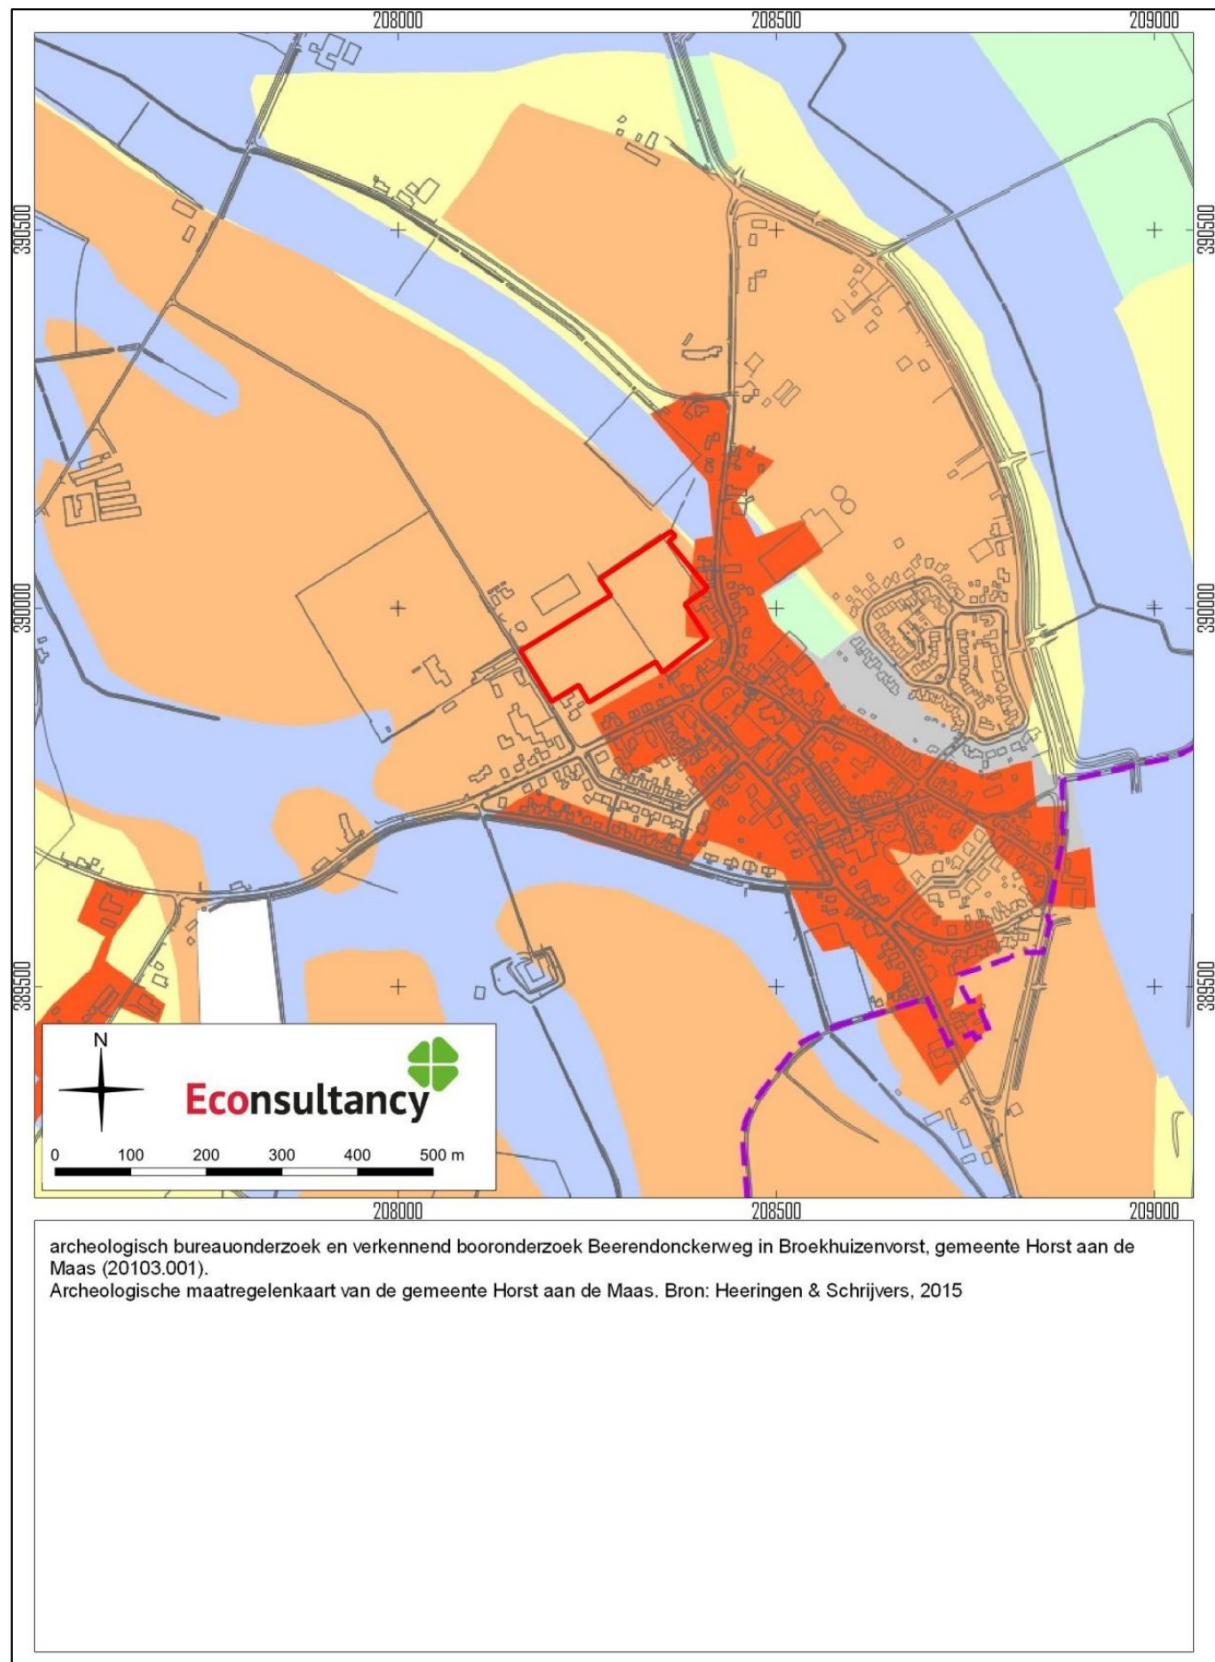 208000
208500
209000
390500
390500
390000
390000
389500
389500
N
Econsultancy
0 100 200 300 400 500 m
208000
208500
209000
archeologisch bureauonderzoek en verkennend booronderzoek Beerendonckerweg in Broekhuizenvorst, gemeente Horst aan de
Maas (20103.001).
Archeologische maatregelenkaart van de gemeente Horst aan de Maas. Bron: Heeringen & Schrijvers, 2015